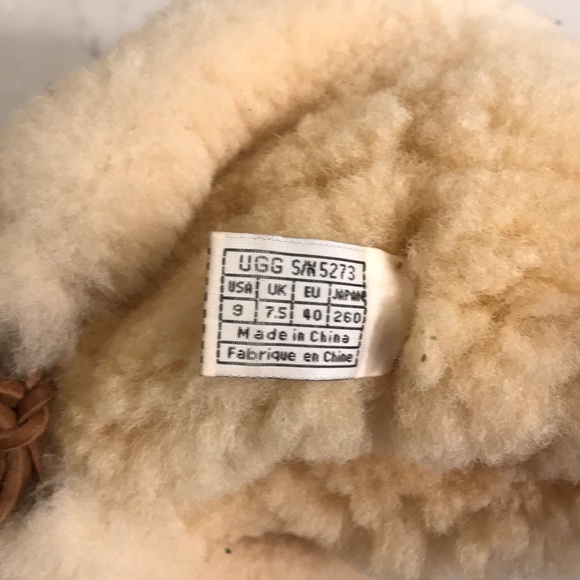 UGG S/N 5273
USA UK EU JAPAN
9 7.5 40 260
Made in China
Fabrique en Chine